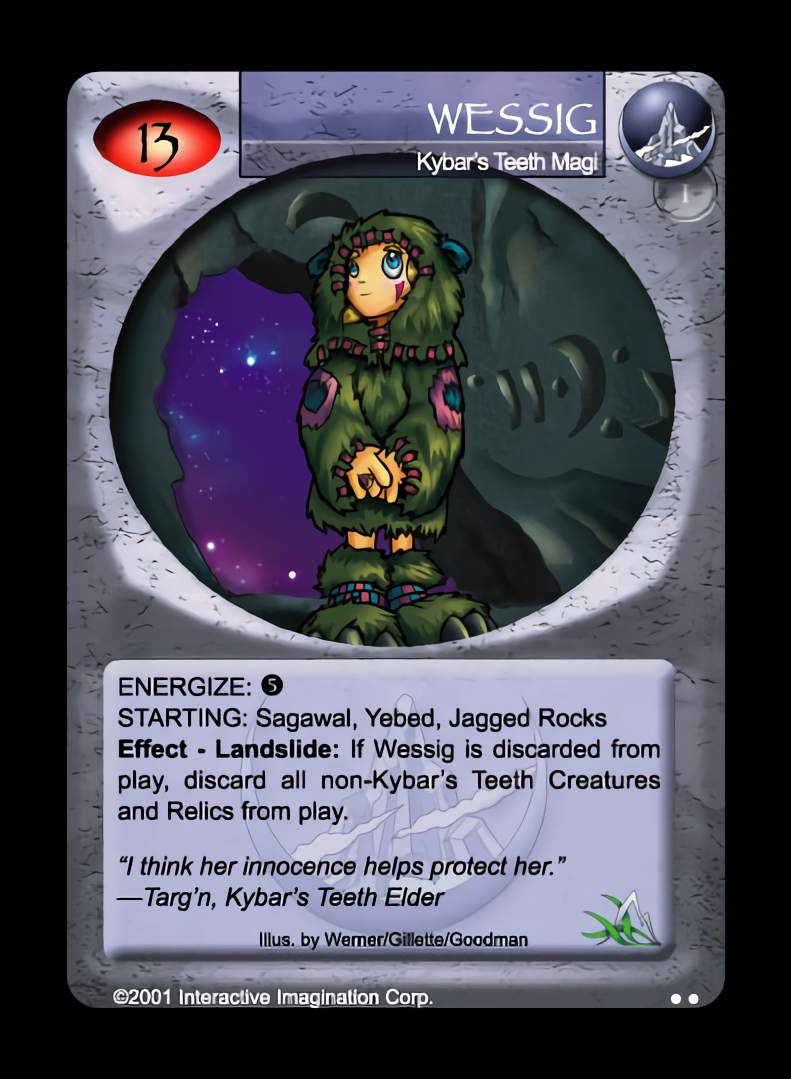 13
WESSIG
Kybar's Teeth Magi
1
ENERGIZE: 5
STARTING: Sagawal, Yebed, Jagged Rocks
Effect - Landslide: If Wessig is discarded from
play, discard all non-Kybar's Teeth Creatures
and Relics from play.
“I think her innocence helps protect her.”
—Targ'n, Kybar's Teeth Elder
Illus. by Werner/Gillette/Goodman
©2001 Interactive Imagination Corp.